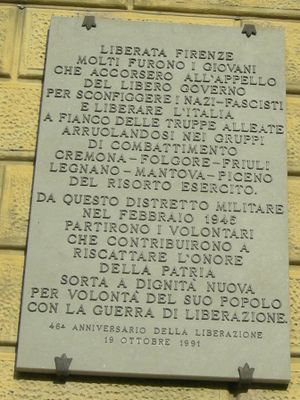 LIBERATA FIRENZE
MOLTI FURONO I GIOVANI
CHE ACCORSERO ALL'APPELLO
DEL LIBERO GOVERNO
PER SCONFIGGERE I NAZI-FASCISTI
E LIBERARE L'ITALIA
A FIANCO DELLE TRUPPE ALLEATE
ARRUOLANDOSI NEI GRUPPI
DI COMBATTIMENTO
CREMONA-FOLGORE-FRIULI
LEGNANO-MANTOVA-PICENO
DEL RISORTO ESERCITO.
DA QUESTO DISTRETTO MILITARE
NEL FEBBRAIO 1945
PARTIRONO I VOLONTARI
CHE CONTRIBUIRONO A
RISCATTARE L'ONORE
DELLA PATRIA
SORTA A DIGNITÀ NUOVA
PER VOLONTÀ DEL SUO POPOLO
CON LA GUERRA DI LIBERAZIONE.
46° ANNIVERSARIO DELLA LIBERAZIONE
19 OTTOBRE 1991